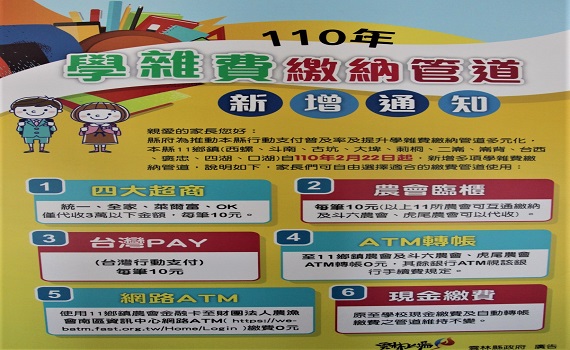 110年
學雜費繳納管道
新增通知
親愛的家長您好：
縣府為推動本縣行動支付普及率及提升學雜費繳納管道多元化，
本縣11鄉鎮(西螺、斗南、古坑、大埤、莿桐、二崙、崙背、台西
、褒忠、四湖、口湖)自110年2月22日起，新增多項學雜費繳
納管道，說明如下，家長們可自由選擇適合的繳費管道使用：
1 四大超商
統一、全家、萊爾富、OK
僅代收3萬以下金額，每筆10元。
2 農會臨櫃
每筆10元(以上11所農會可互通繳納
及斗六農會、虎尾農會可以代收)。
3 台灣PAY
(台灣行動支付)
每筆10元
4 ATM轉帳
至11鄉鎮農會及斗六農會、虎尾農會
ATM轉帳0元，其餘銀行ATM視該銀
行手續費規定。
5 網路ATM
使用11鄉鎮農會金融卡至財團法人農漁
會南區資訊中心網路ATM( https://we-
batm.fast.org.tw/Home/Login )繳費0元
6 現金繳費
原至學校現金繳費及自動轉帳
繳費之管道維持不變。
雲林縣政府 廣告